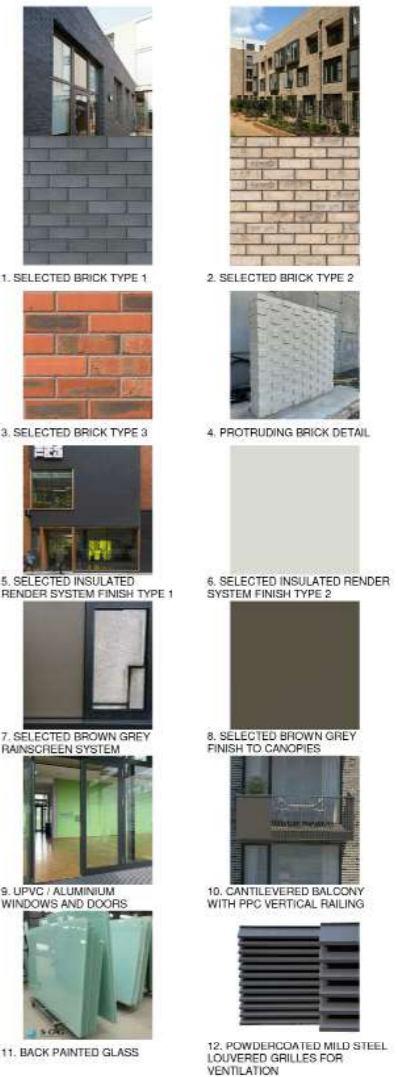 1. SELECTED BRICK TYPE 1
2. SELECTED BRICK TYPE 2
3. SELECTED BRICK TYPE 3
4. PROTRUDING BRICK DETAIL
5. SELECTED INSULATED
RENDER SYSTEM FINISH TYPE 1
6. SELECTED INSULATED RENDER
SYSTEM FINISH TYPE 2
7. SELECTED BROWN GREY
RAINSCREEN SYSTEM
8. SELECTED BROWN GREY
FINISH TO CANOPIES
9. UPVC / ALUMINIUM
WINDOWS AND DOORS
10. CANTILEVERED BALCONY
WITH PPC VERTICAL RAILING
11. BACK PAINTED GLASS
12. POWDERCOATED MILD STEEL
LOUVERED GRILLES FOR
VENTILATION